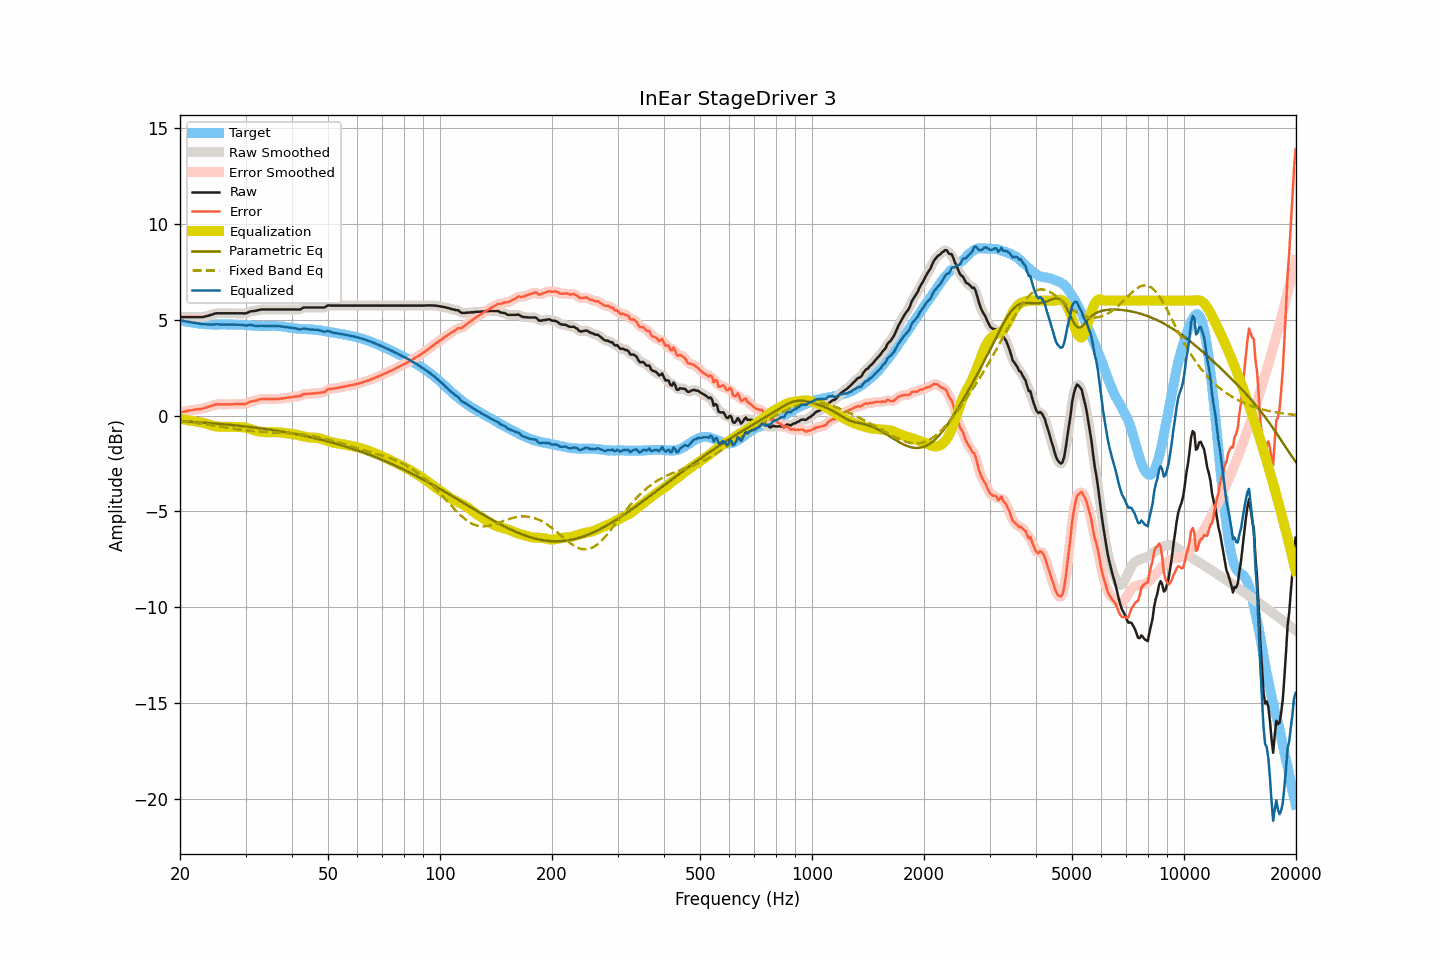 InEar StageDriver 3
Target
Raw Smoothed
Error Smoothed
Raw
Error
Equalization
Parametric Eq
Fixed Band Eq
Equalized
15
10
5
0
−5
−10
−15
−20
Amplitude (dBr)
20 50 100 200 500 1000 2000 5000 10000 20000
Frequency (Hz)